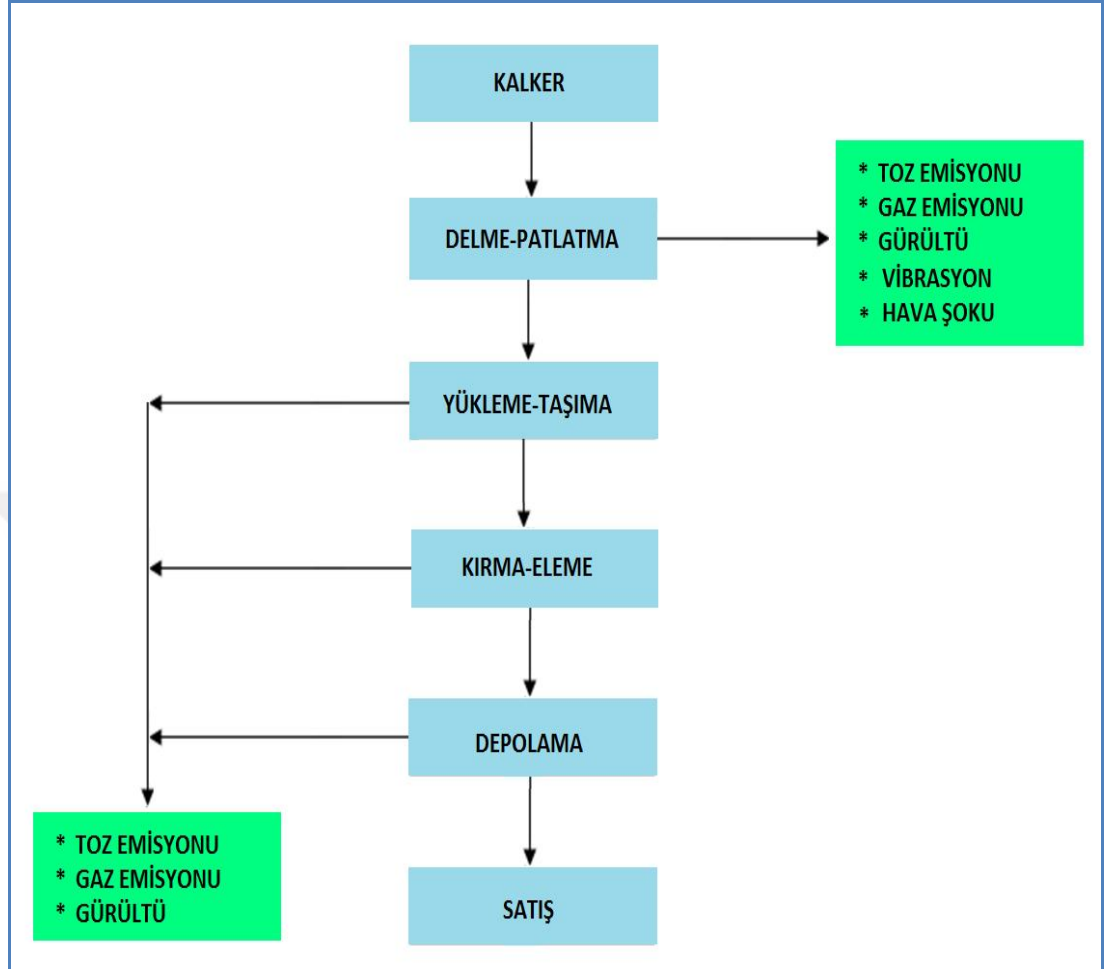 KALKER
DELME-PATLATMA
* TOZ EMİSYONU
* GAZ EMİSYONU
* GÜRÜLTÜ
* VİBRASYON
* HAVA ŞOKU
YÜKLEME-TAŞIMA
KIRMA-ELEME
DEPOLAMA
* TOZ EMİSYONU
* GAZ EMİSYONU
* GÜRÜLTÜ
SATIŞ